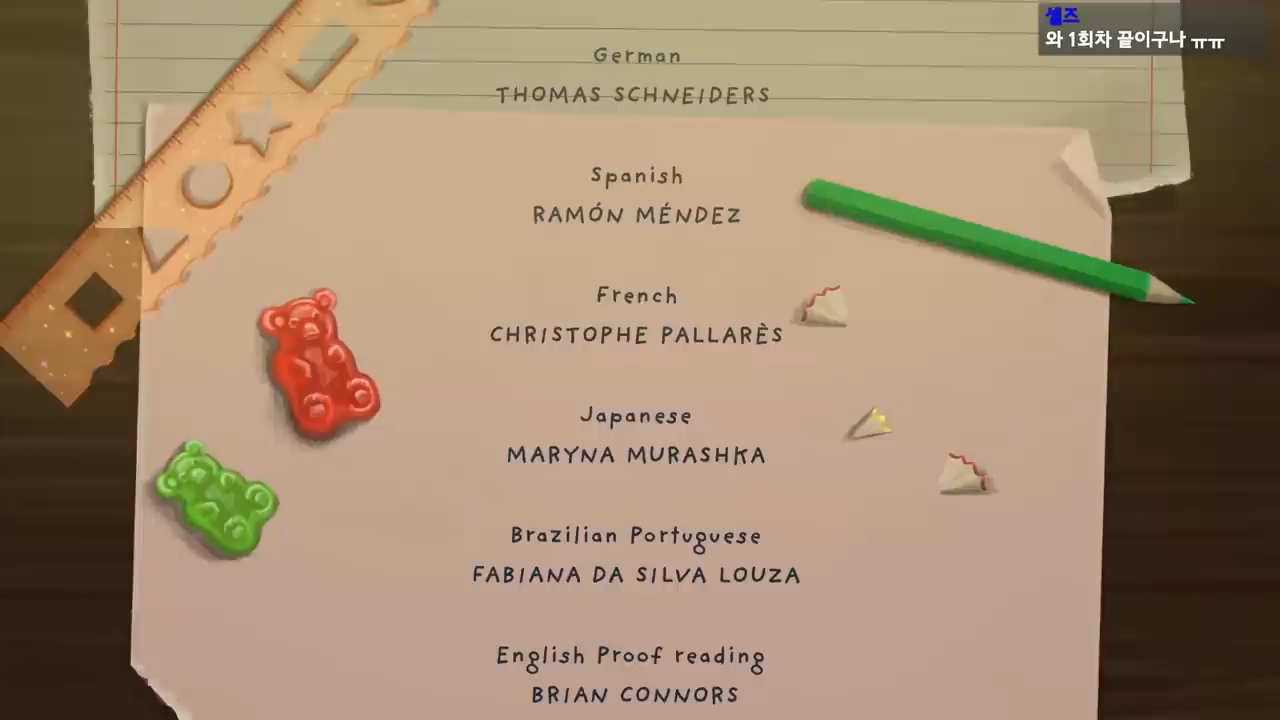 셀즈
와 1회차 끝이구나 ㅠㅠ
German
THOMAS SCHNEIDERS
Spanish
RAMÓN MÉNDEZ
French
CHRISTOPHE PALLARÈS
Japanese
MARYNA MURASHKA
Brazilian Portuguese
FABIANA DA SILVA LOUZA
English Proof reading
BRIAN CONNORS